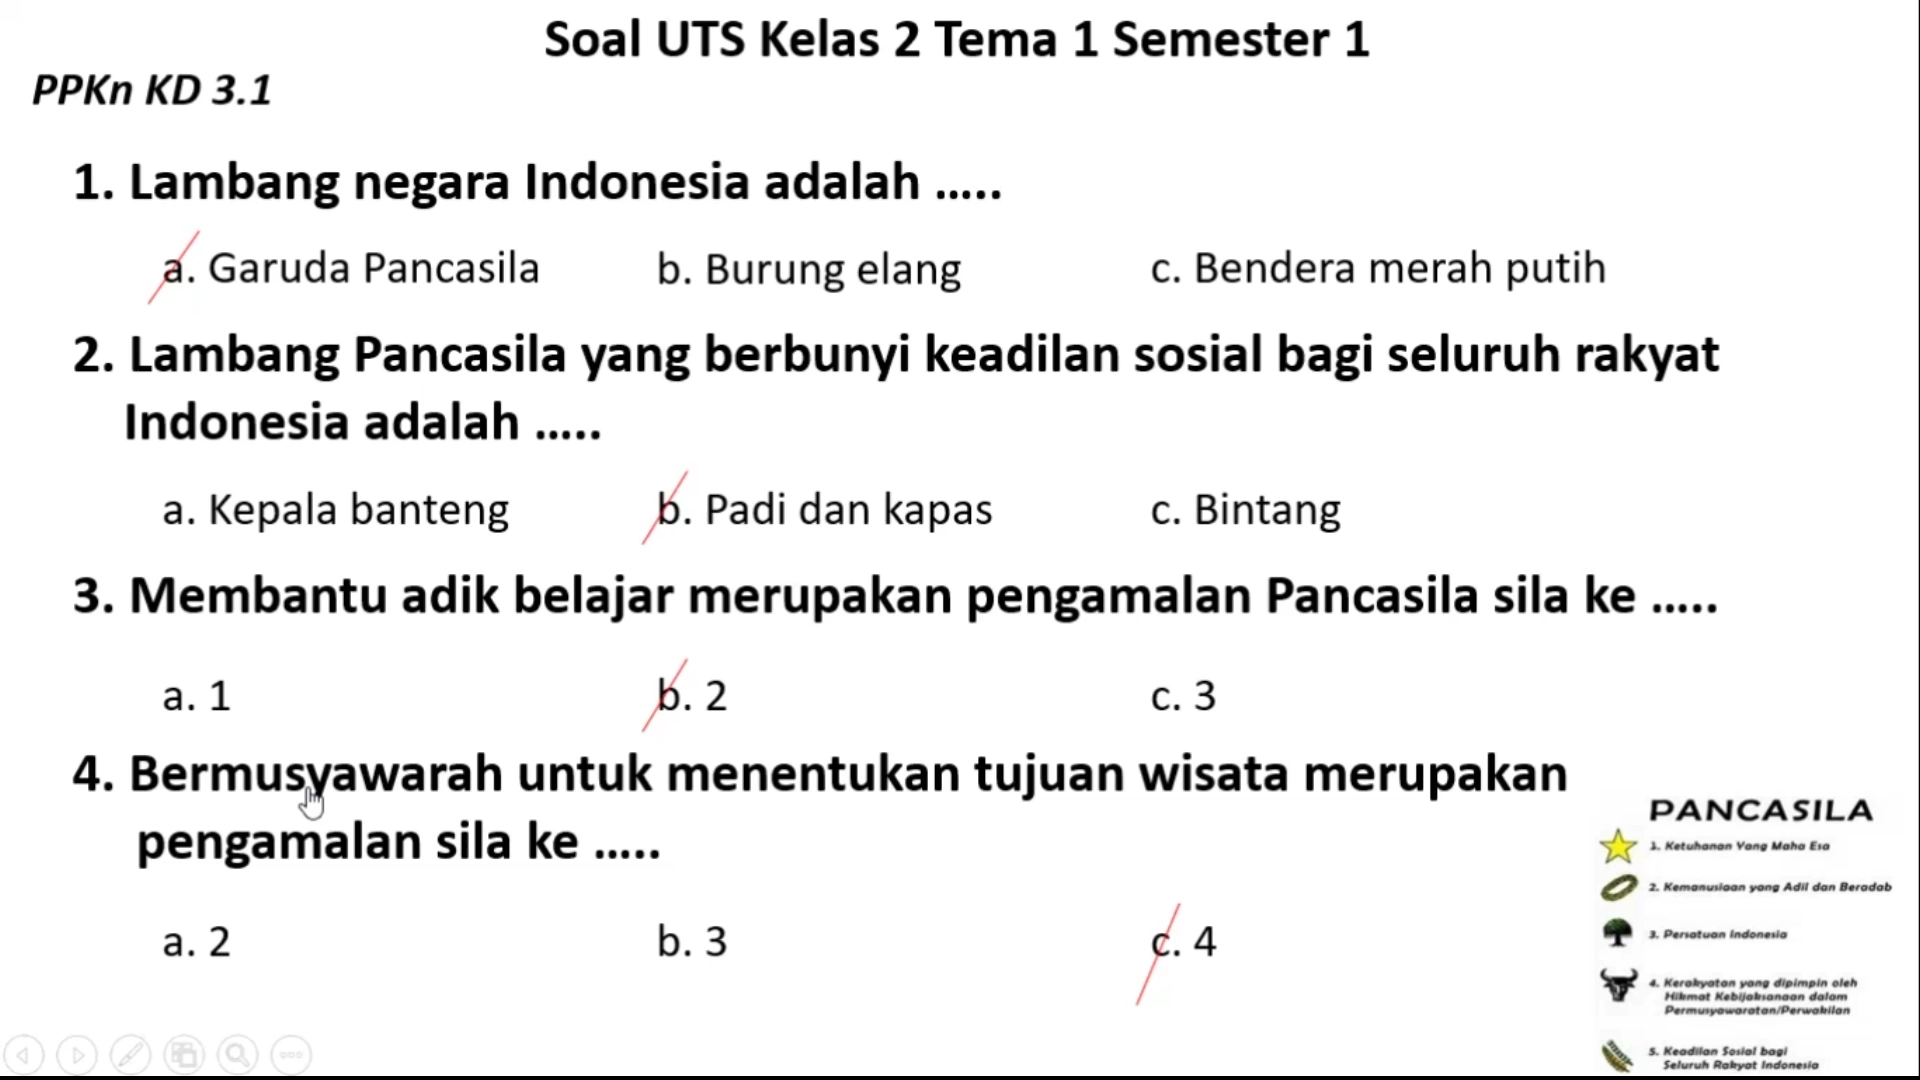 Soal UTS Kelas 2 Tema 1 Semester 1
PPKn KD 3.1
1. Lambang negara Indonesia adalah .....
a. Garuda Pancasila b. Burung elang c. Bendera merah putih
2. Lambang Pancasila yang berbunyi keadilan sosial bagi seluruh rakyat
Indonesia adalah .....
a. Kepala banteng b. Padi dan kapas c. Bintang
3. Membantu adik belajar merupakan pengamalan Pancasila sila ke .....
a. 1 b. 2 c. 3
4. Bermusyawarah untuk menentukan tujuan wisata merupakan
pengamalan sila ke .....
a. 2 b. 3 c. 4
PANCASILA
1. Ketuhanan Yang Maha Esa
2. Kemanusiaan yang Adil dan Beradab
3. Persatuan Indonesia
4. Kerakyatan yang dipimpin oleh
Hikmat Kebijaksanaan dalam
Permusyawaratan/Perwakilan
5. Keadilan Sosial bagi
Seluruh Rakyat Indonesia